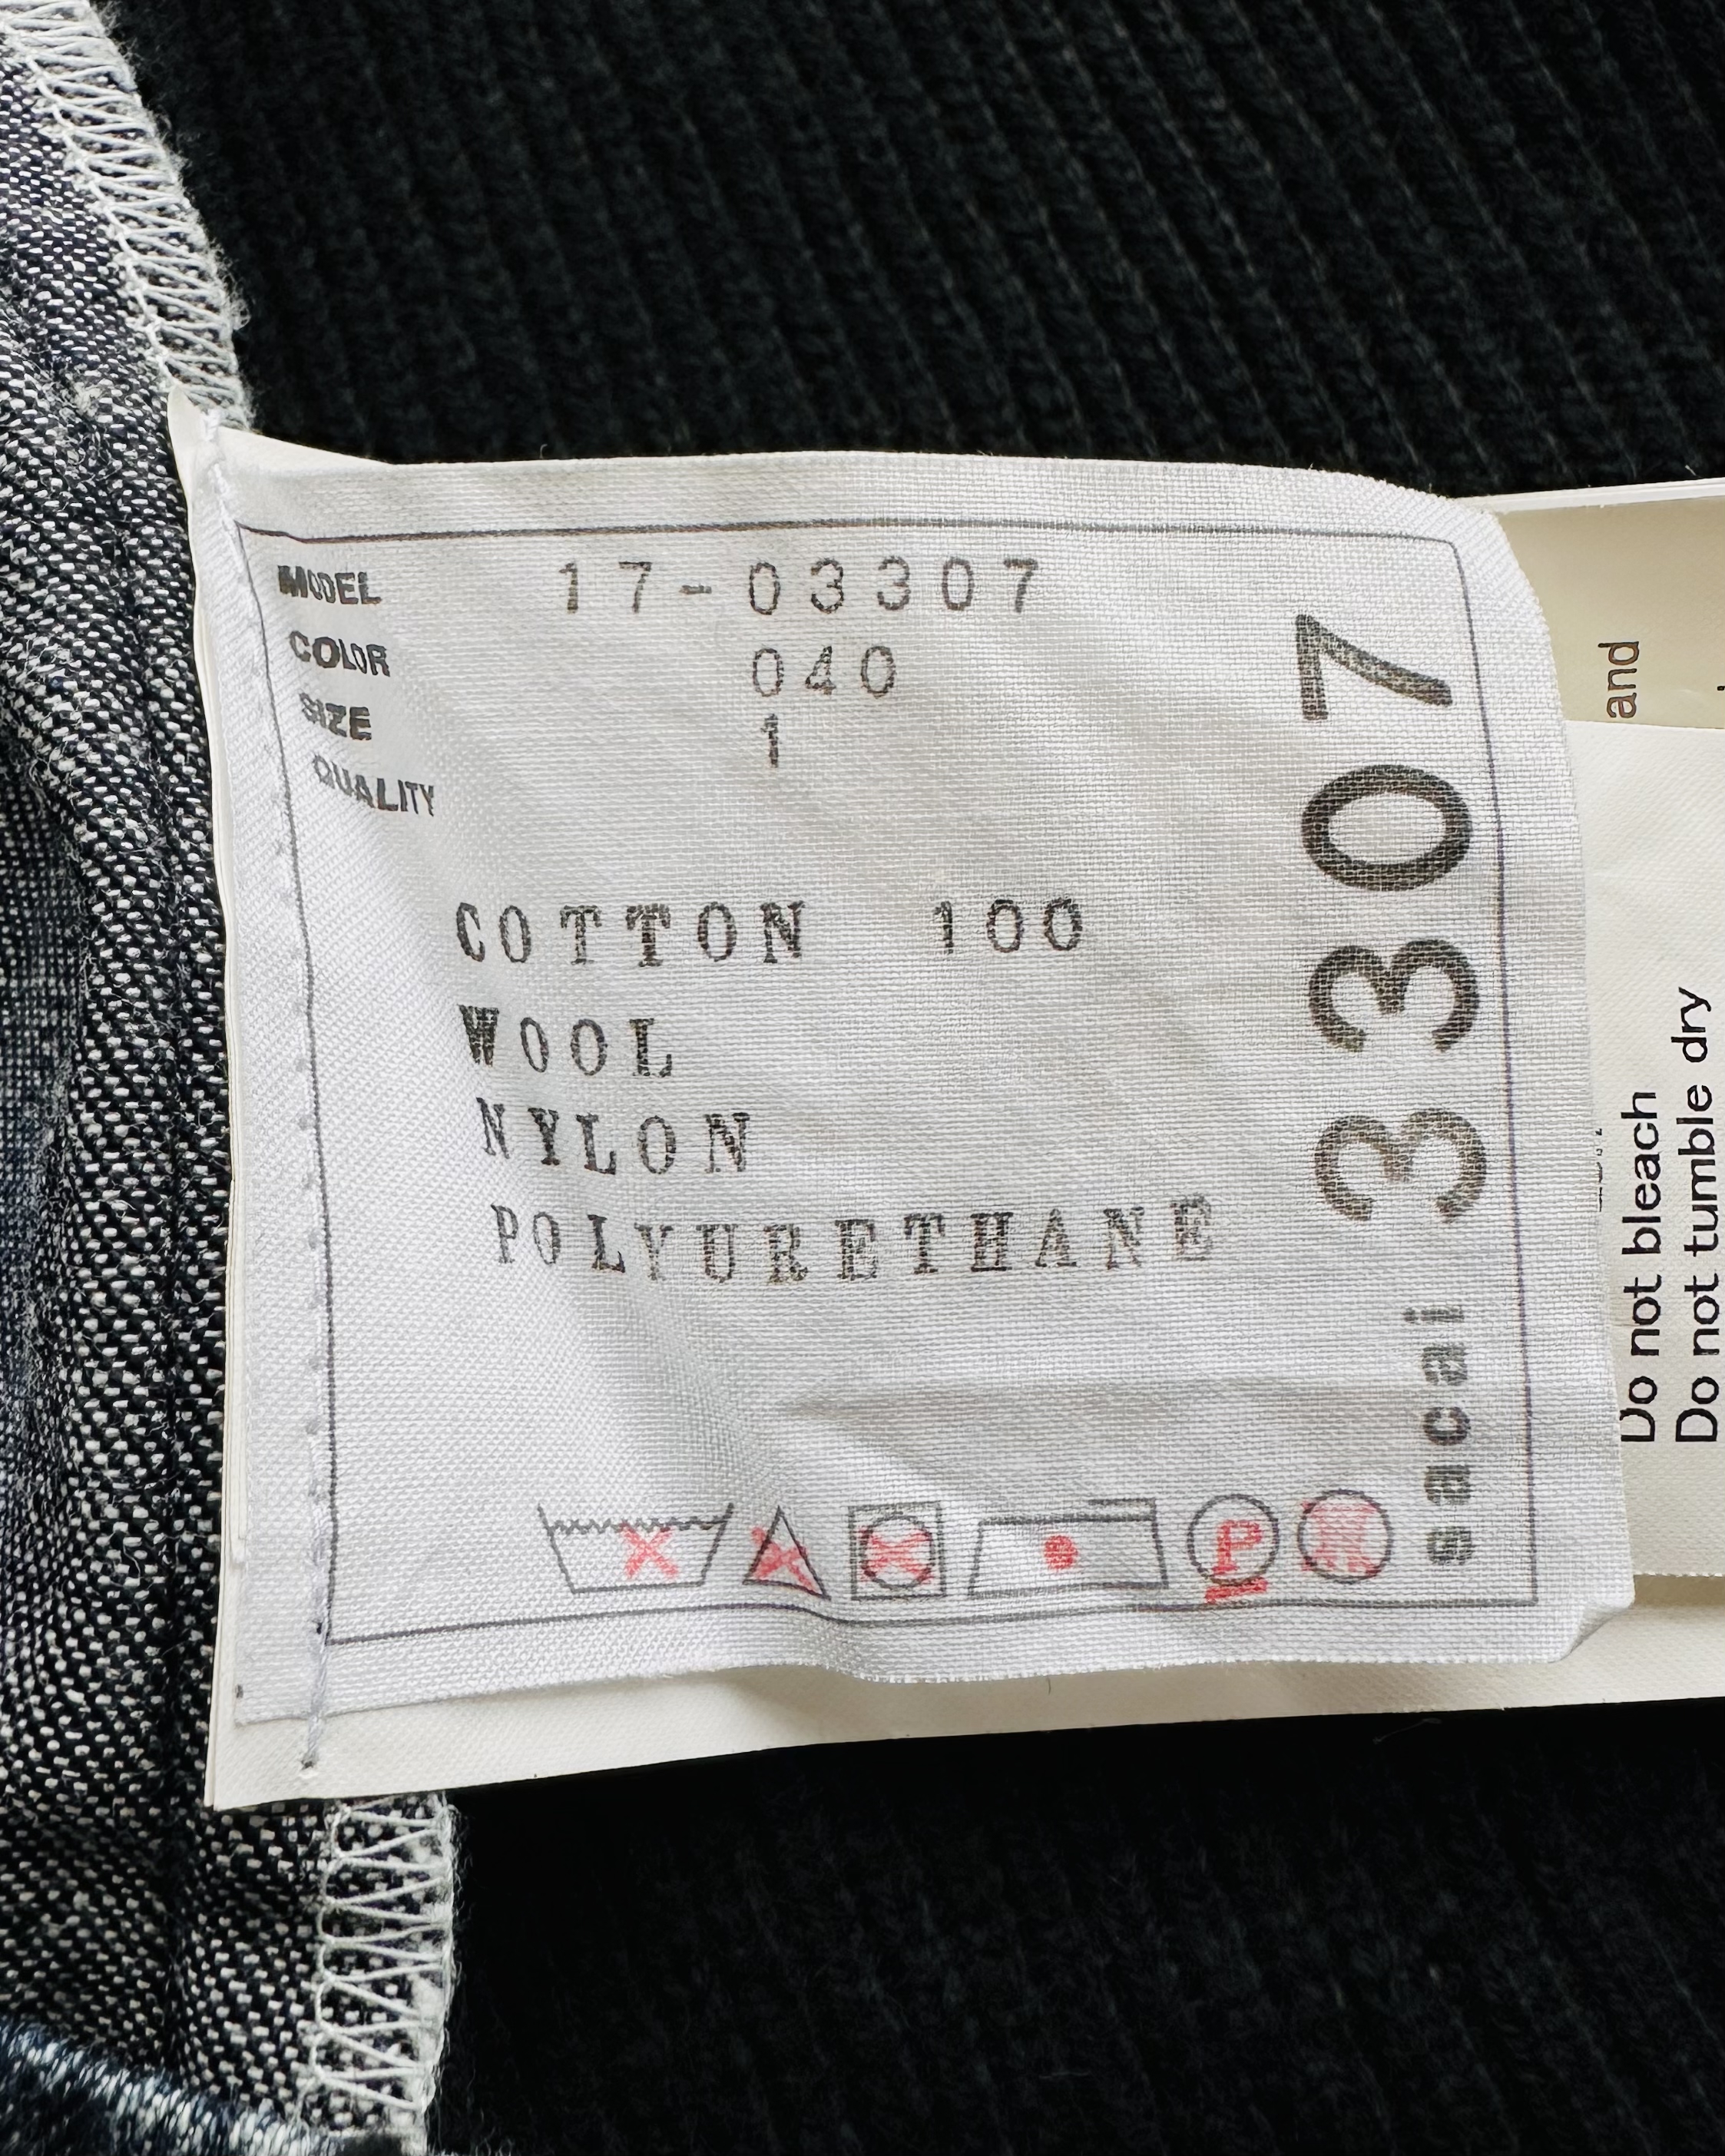 MODEL 17-03307
COLOR 040
SIZE 1
QUALITY
COTTON 100
WOOL
NYLON
POLYURETHANE
P
sacai 3307
and
Do not bleach
Do not tumble dry